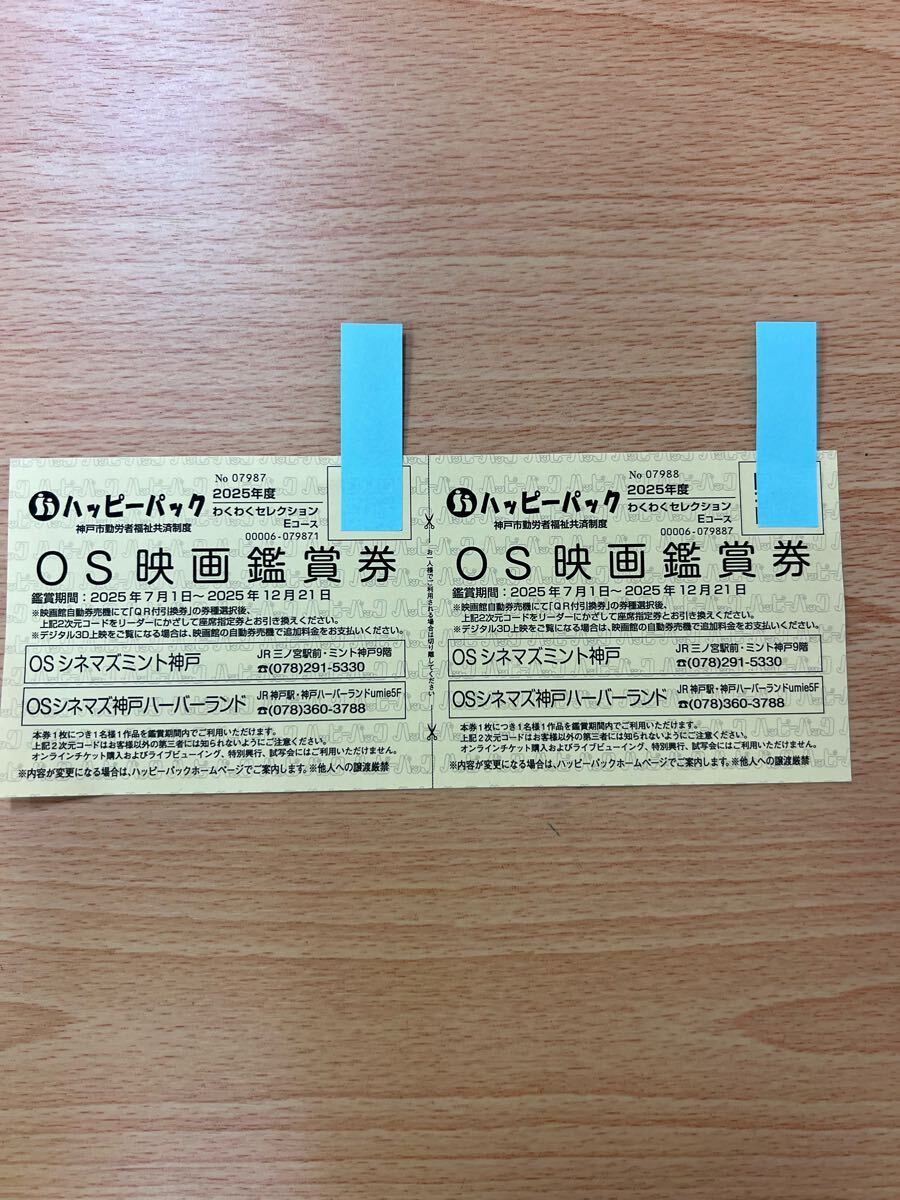 No 07987
ハッピーパック
神戸市勤労者福祉共済制度
2025年度
わくわくセレクション
Eコース
00006-079871
OS映画鑑賞券
鑑賞期間：2025年7月1日～2025年12月21日
※映画館自動券売機にて「QR付引換券」の券種選択後、
上記2次元コードをリーダーにかざして座席指定券とお引き換えください。
※デジタル3D上映をご覧になる場合は、映画館の自動券売機で追加料金をお支払いください。
OSシネマズミント神戸
JR 三ノ宮駅前・ミント神戸9階
☎(078)291-5330
OSシネマズ神戸ハーバーランド
JR 神戸駅・神戸ハーバーランドumie5F
☎(078)360-3788
本券1枚につき1名様1作品を鑑賞期間内でご利用いただけます。
上記2次元コードはお客様以外の第三者には知られないようにご注意ください。
オンラインチケット購入およびライブビューイング、特別興行、試写会にはご利用いただけません。
※内容が変更になる場合は、ハッピーパックホームページでご案内します。※他人への譲渡厳禁
お一人様でご利用される場合は切り離してください
No 07988
ハッピーパック
神戸市勤労者福祉共済制度
2025年度
わくわくセレクション
Eコース
00006-079887
OS映画鑑賞券
鑑賞期間：2025年7月1日～2025年12月21日
※映画館自動券売機にて「QR付引換券」の券種選択後、
上記2次元コードをリーダーにかざして座席指定券とお引き換えください。
※デジタル3D上映をご覧になる場合は、映画館の自動券売機で追加料金をお支払いください。
OSシネマズミント神戸
JR 三ノ宮駅前・ミント神戸9階
☎(078)291-5330
OSシネマズ神戸ハーバーランド
JR 神戸駅・神戸ハーバーランドumie5F
☎(078)360-3788
本券1枚につき1名様1作品を鑑賞期間内でご利用いただけます。
上記2次元コードはお客様以外の第三者には知られないようにご注意ください。
オンラインチケット購入およびライブビューイング、特別興行、試写会にはご利用いただけません。
※内容が変更になる場合は、ハッピーパックホームページでご案内します。※他人への譲渡厳禁